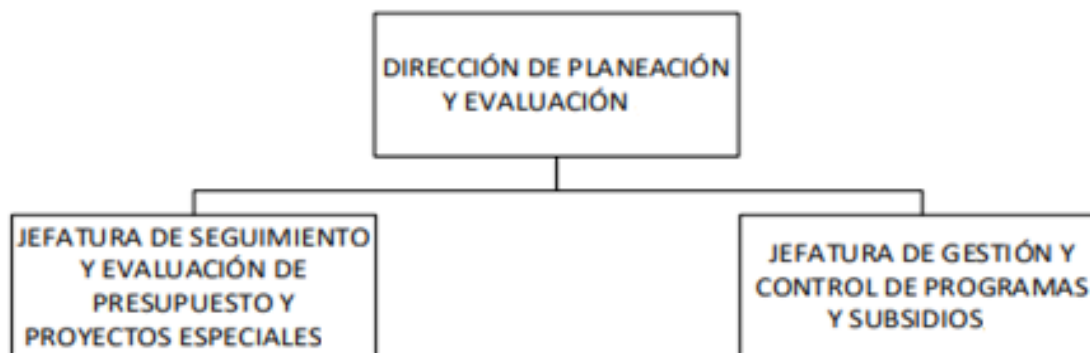 DIRECCIÓN DE PLANEACIÓN
Y EVALUACIÓN
JEFATURA DE SEGUIMIENTO
Y EVALUACIÓN DE
PRESUPUESTO Y
PROYECTOS ESPECIALES
JEFATURA DE GESTIÓN Y
CONTROL DE PROGRAMAS
Y SUBSIDIOS